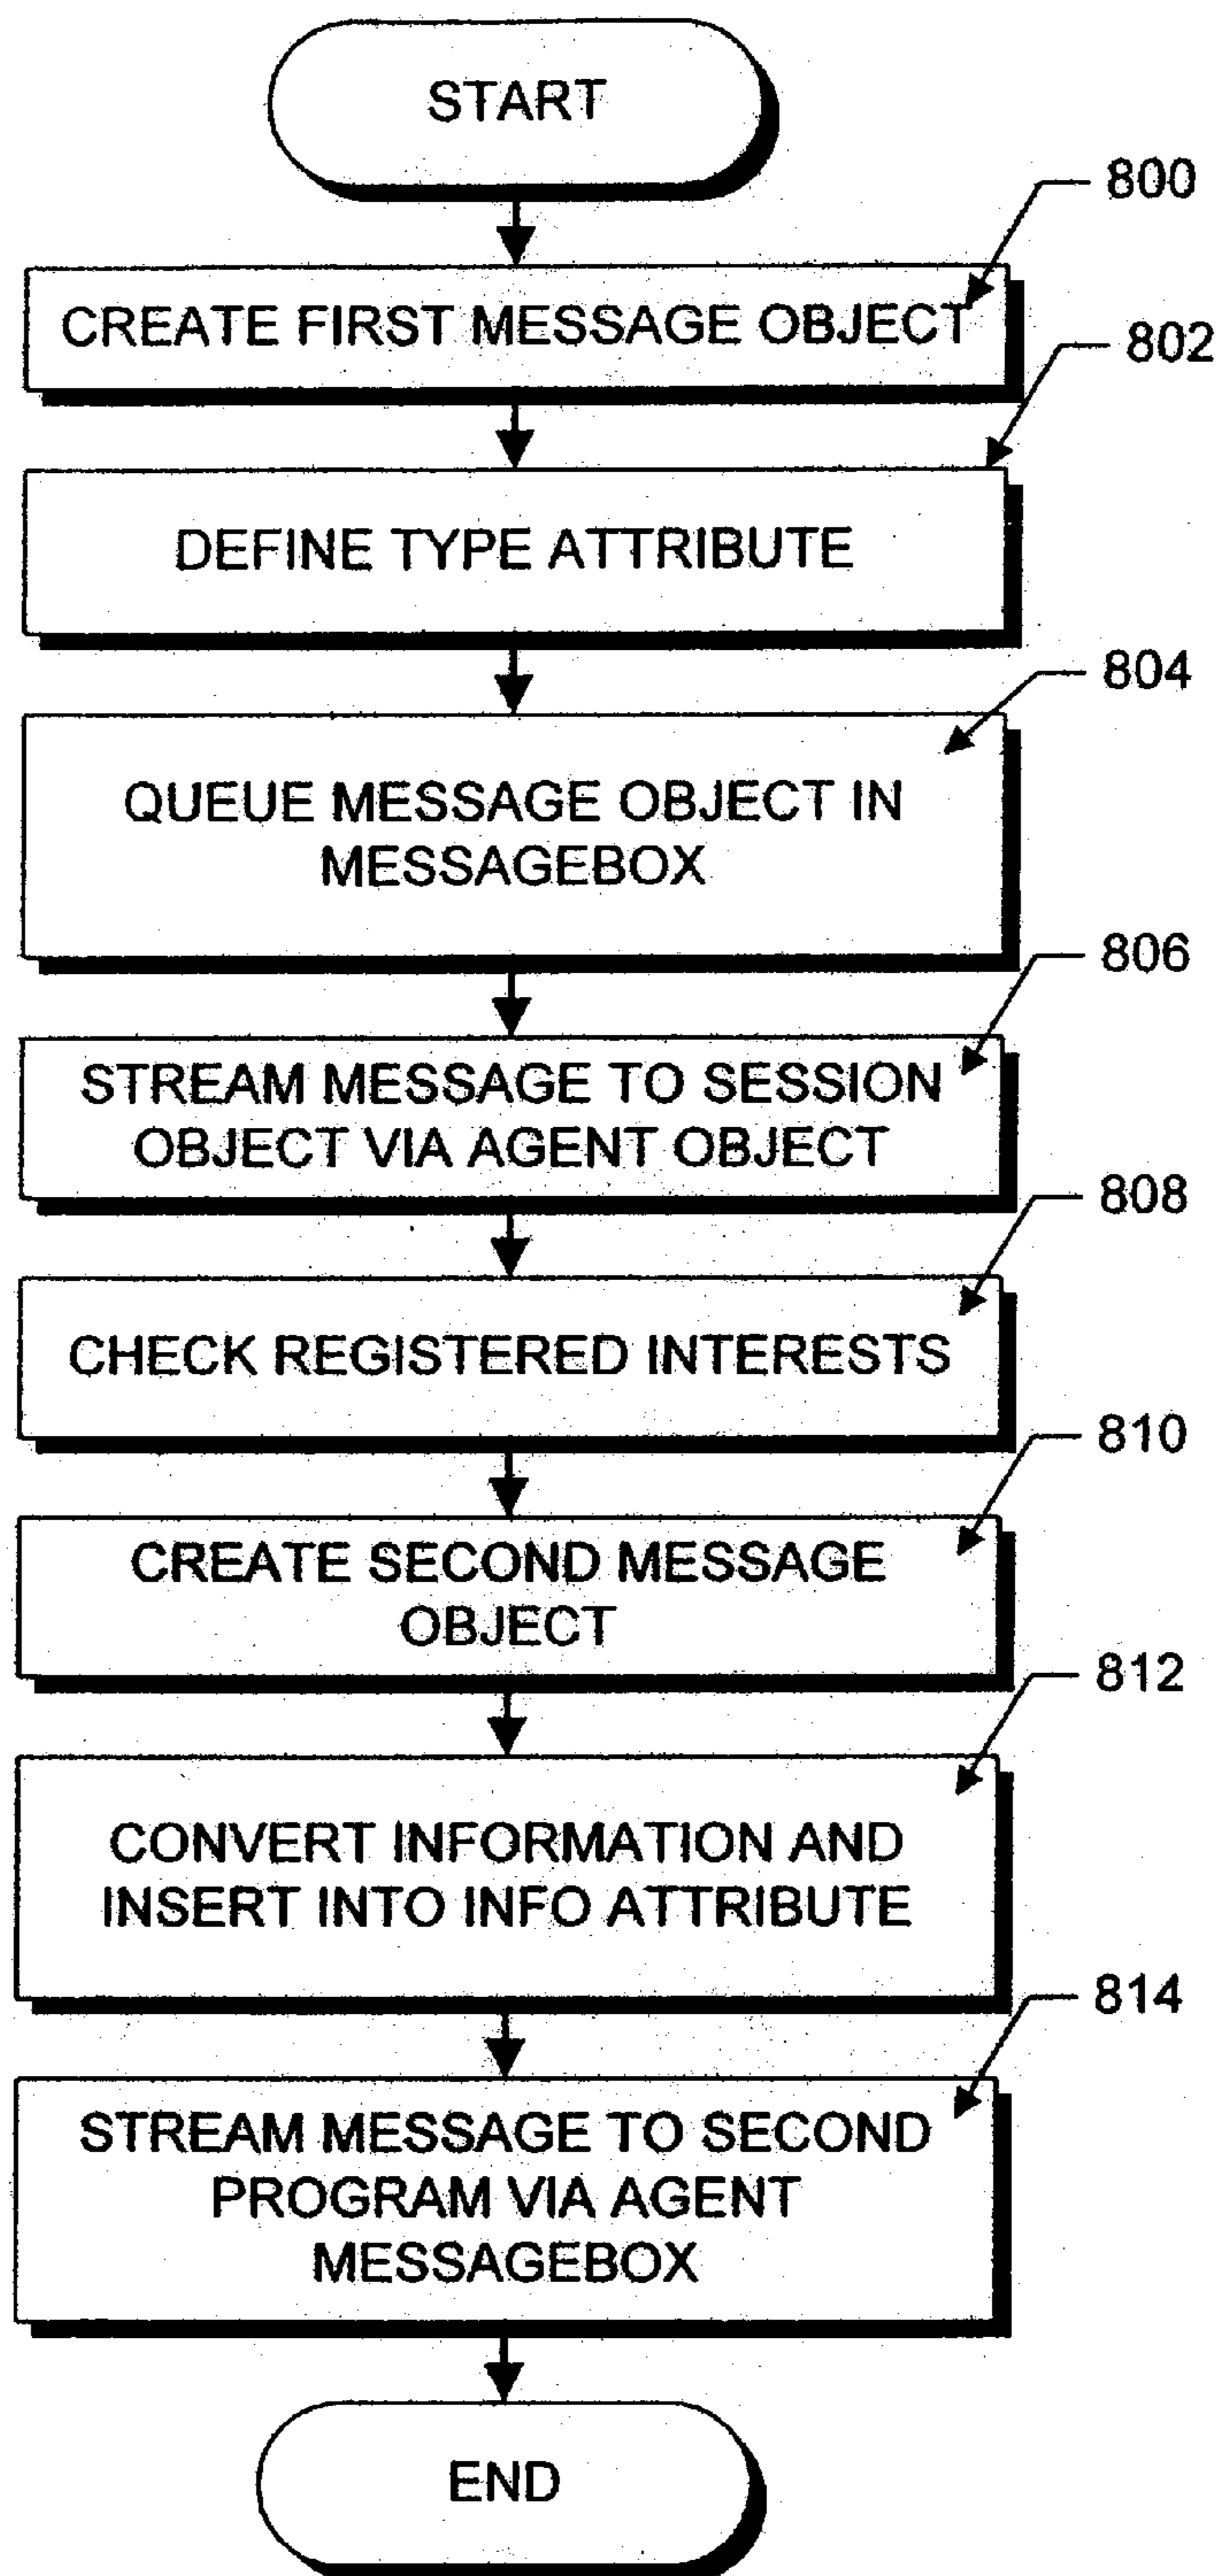 START
800
CREATE FIRST MESSAGE OBJECT
802
DEFINE TYPE ATTRIBUTE
804
QUEUE MESSAGE OBJECT IN
MESSAGEBOX
806
STREAM MESSAGE TO SESSION
OBJECT VIA AGENT OBJECT
808
CHECK REGISTERED INTERESTS
810
CREATE SECOND MESSAGE
OBJECT
812
CONVERT INFORMATION AND
INSERT INTO INFO ATTRIBUTE
814
STREAM MESSAGE TO SECOND
PROGRAM VIA AGENT
MESSAGEBOX
END